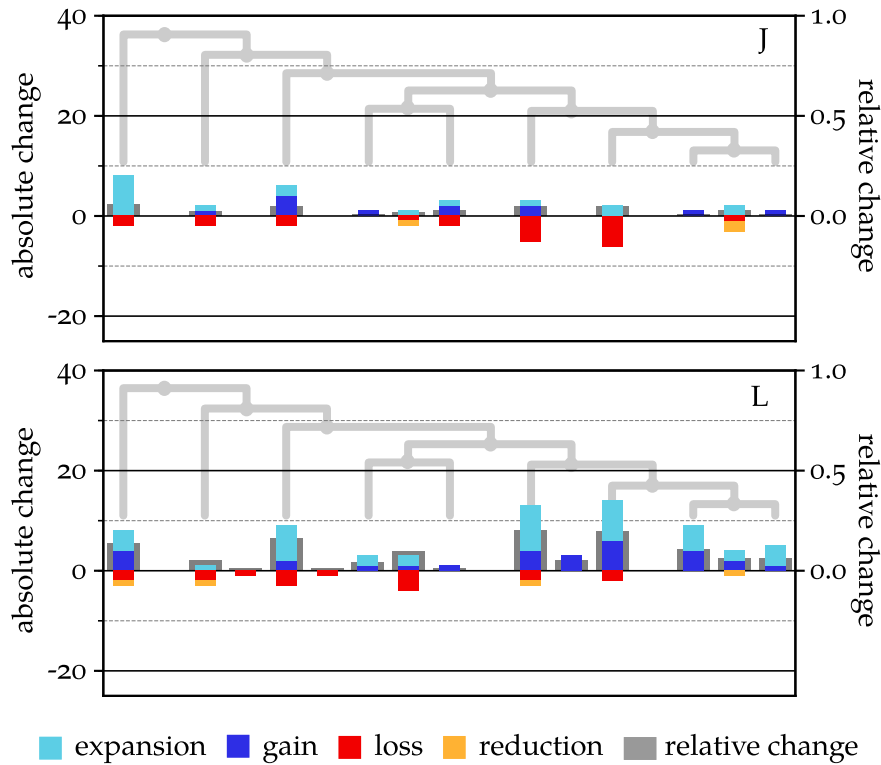 40
1.0
J
20
0.5
0
0.0
-20
absolute change
relative change
40
1.0
L
20
0.5
0
0.0
-20
absolute change
relative change
expansion gain loss reduction relative change